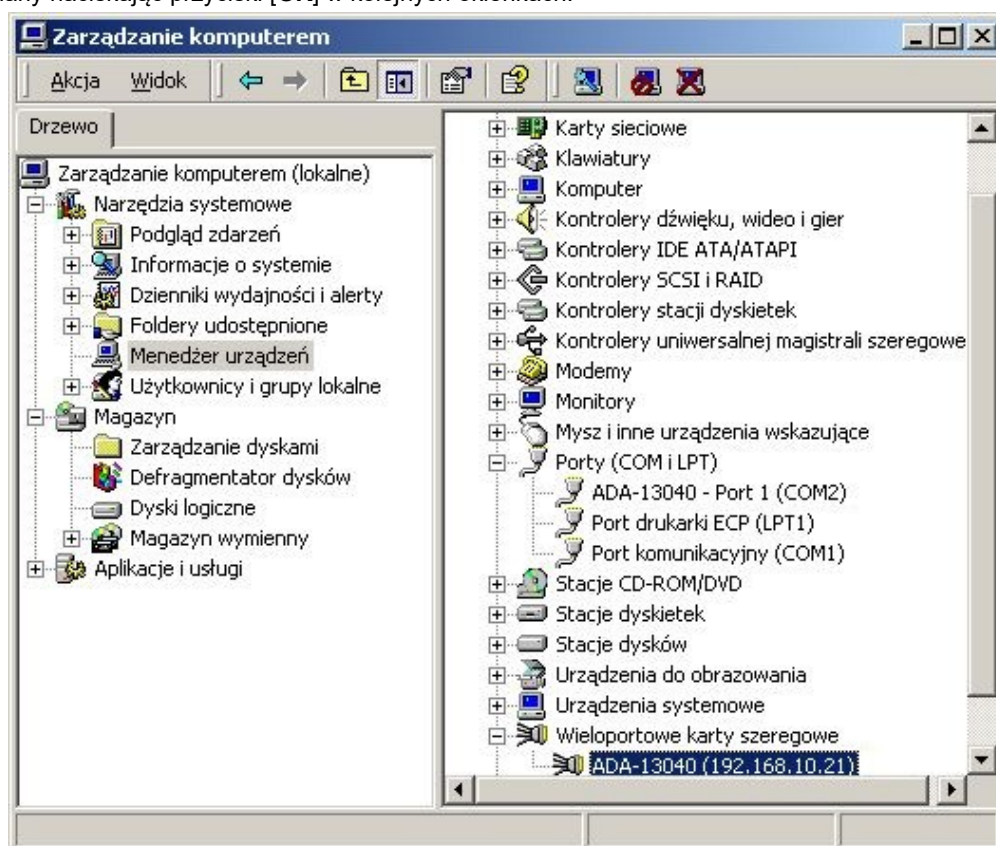 naciskając przyciski [OK] w kolejnych okienkach.
Zarządzanie komputerem
Akcja Widok
Drzewo
Zarządzanie komputerem (lokalne)
Narzędzia systemowe
Podgląd zdarzeń
Informacje o systemie
Dzienniki wydajności i alerty
Foldery udostępnione
Menedżer urządzeń
Użytkownicy i grupy lokalne
Magazyn
Zarządzanie dyskami
Defragmentator dysków
Dyski logiczne
Magazyn wymienny
Aplikacje i usługi
Karty sieciowe
Klawiatury
Komputer
Kontrolery dźwięku, wideo i gier
Kontrolery IDE ATA/ATAPI
Kontrolery SCSI i RAID
Kontrolery stacji dyskietek
Kontrolery uniwersalnej magistrali szeregowe
Modemy
Monitory
Mysz i inne urządzenia wskazujące
Porty (COM i LPT)
ADA-13040 - Port 1 (COM2)
Port drukarki ECP (LPT1)
Port komunikacyjny (COM1)
Stacje CD-ROM/DVD
Stacje dyskietek
Stacje dysków
Urządzenia do obrazowania
Urządzenia systemowe
Wieloportowe karty szeregowe
ADA-13040 (192.168.10.21)